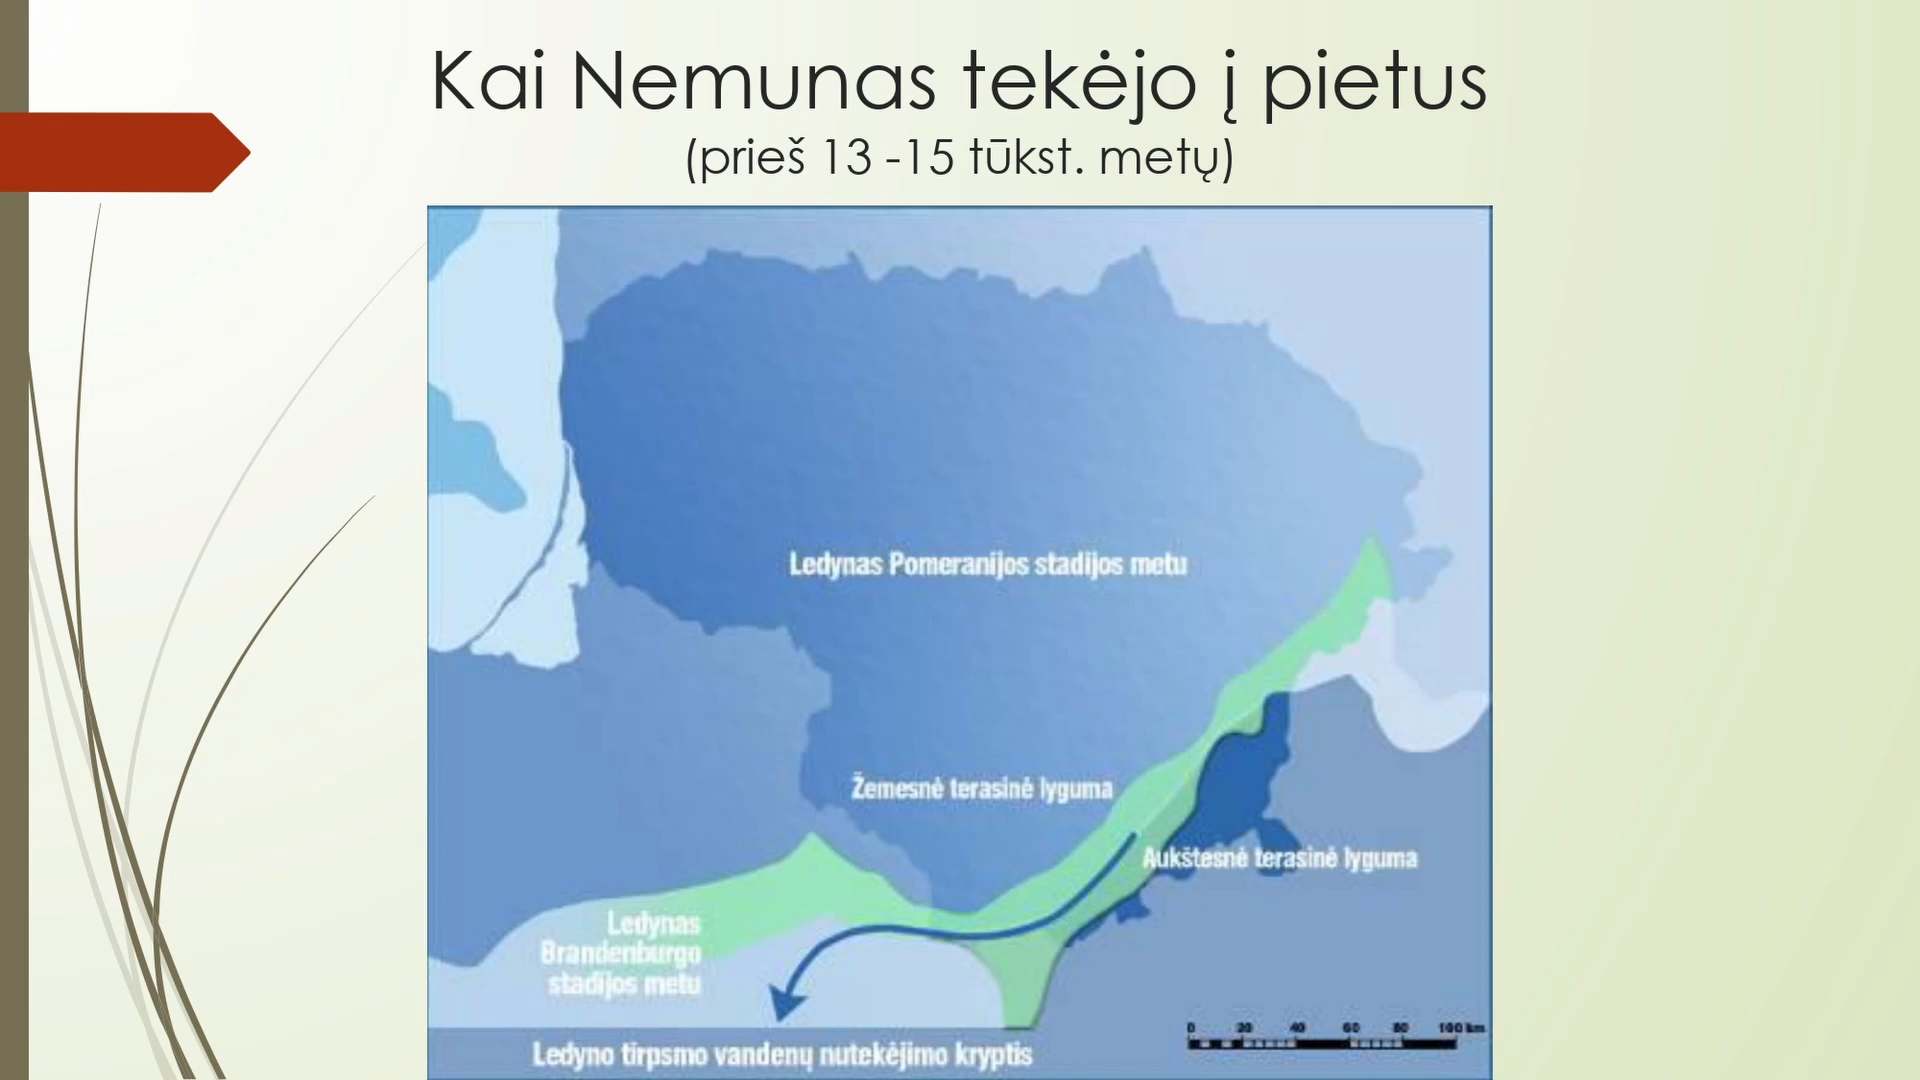 Kai Nemunas tekėjo į pietus
(prieš 13 -15 tūkst. metų)
Ledynas Pomeranijos stadijos metu
Žemesnė terasinė lyguma
Aukštesnė terasinė lyguma
Ledynas
Brandenburgo
stadijos metu
0 20 40 60 80 100 km
Ledyno tirpsmo vandenų nutekėjimo kryptis